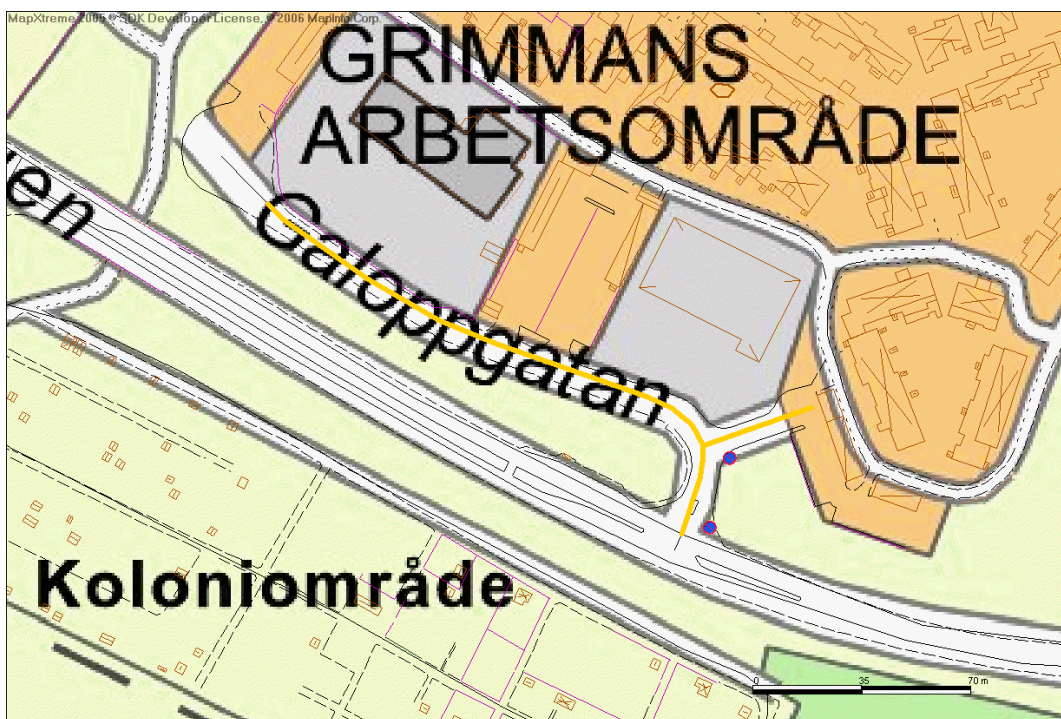 MapXtreme 2005 ® SDK Developer License, © 2006 MapInfo Corp.
GRIMMANS
ARBETSOMRÅDE
en
Galoppgatan
Koloniområde
0 35 70 m